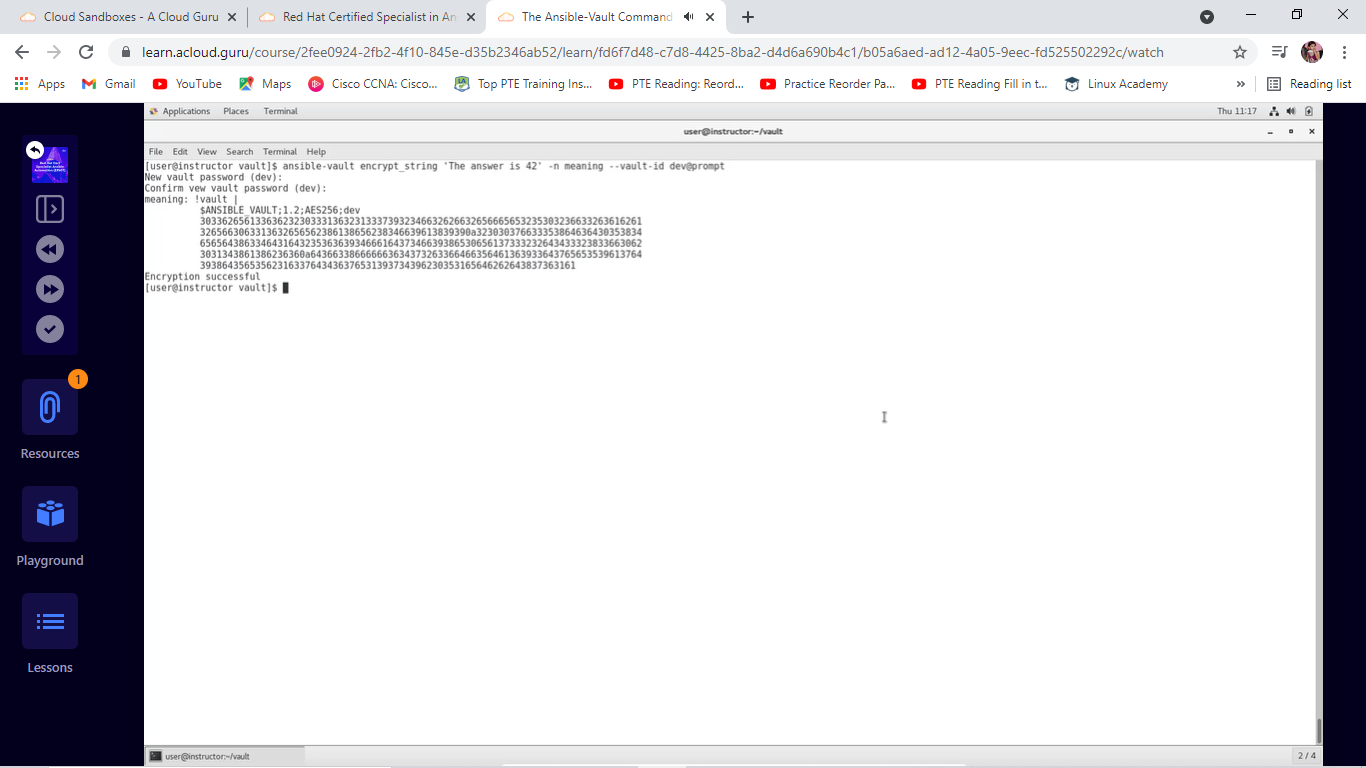 Cloud Sandboxes - A Cloud Guru
Red Hat Certified Specialist in An
The Ansible-Vault Command
learn.acloud.guru/course/2fee0924-2fb2-4f10-845e-d35b2346ab52/learn/fd6f7d48-c7d8-4425-8ba2-d4d6a690b4c1/b05a6aed-ad12-4a05-9eec-fd525502292c/watch
Apps Gmail YouTube Maps Cisco CCNA: Cisco... Top PTE Training Ins... PTE Reading: Reord... Practice Reorder Pa... PTE Reading Fill in t... Linux Academy » Reading list
Applications Places Terminal Thu 11:17
user@instructor:~/vault
File Edit View Search Terminal Help
[user@instructor vault]$ ansible-vault encrypt_string 'The answer is 42' -n meaning --vault-id dev@prompt
New vault password (dev):
Confirm vew vault password (dev):
meaning: !vault |
$ANSIBLE_VAULT;1.2;AES256;dev
Encryption successful
[user@instructor vault]$
1
Resources
Playground
Lessons
user@instructor:~/vault
2 / 4